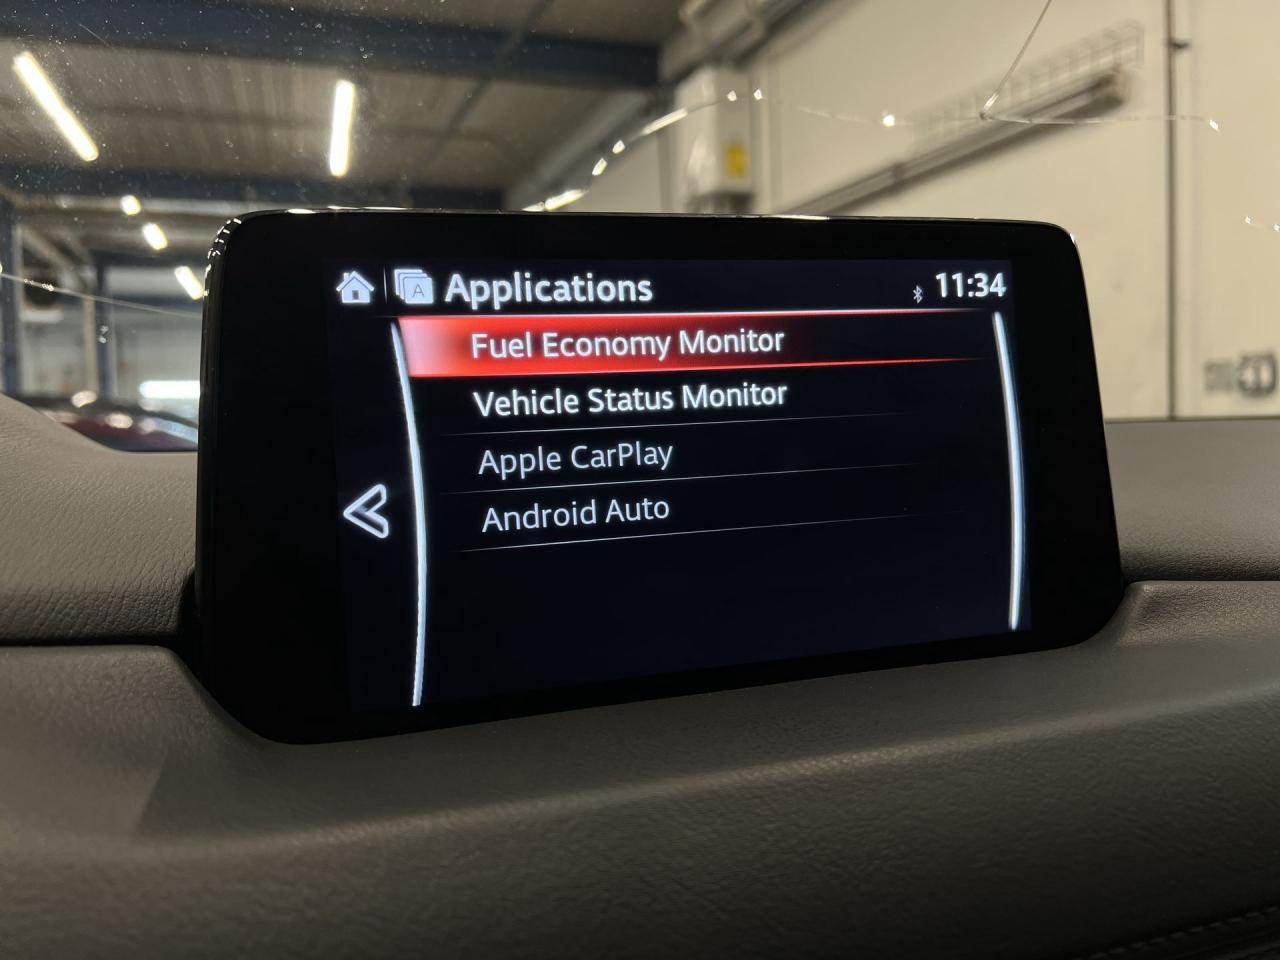 Applications
11:34
Fuel Economy Monitor
Vehicle Status Monitor
Apple CarPlay
Android Auto